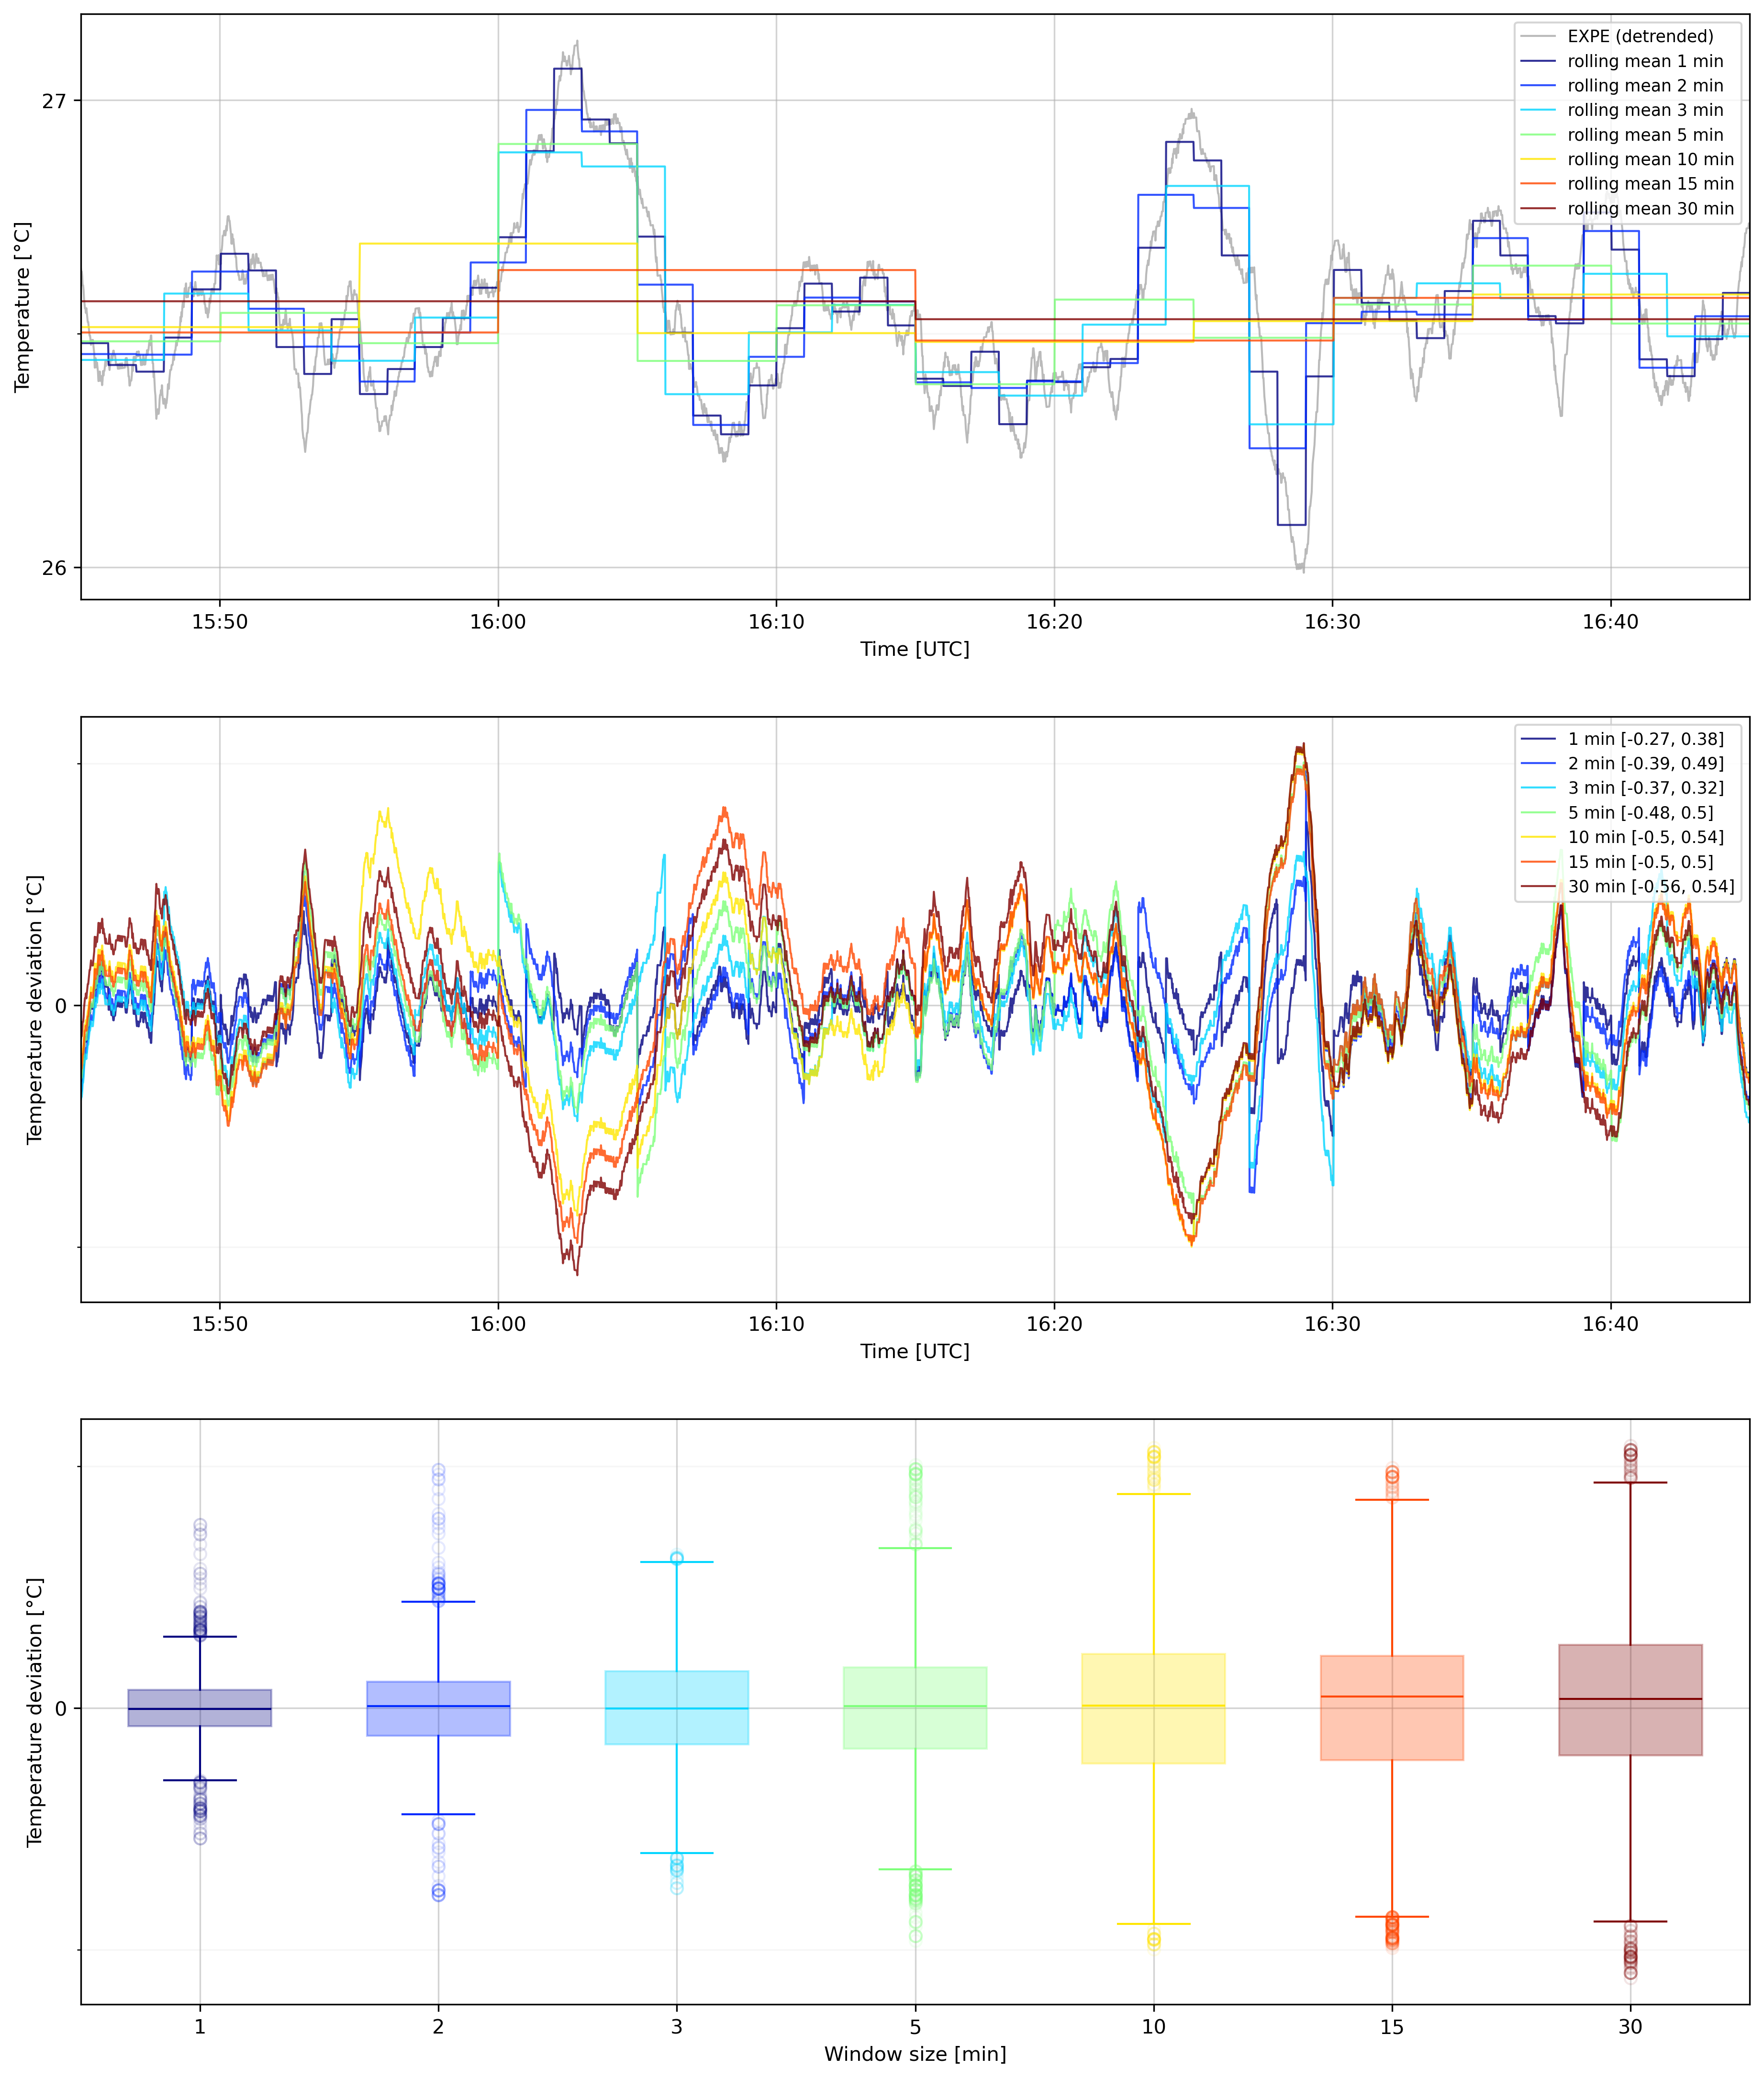 27
26
Temperature [°C]
EXPE (detrended)
rolling mean 1 min
rolling mean 2 min
rolling mean 3 min
rolling mean 5 min
rolling mean 10 min
rolling mean 15 min
rolling mean 30 min
15:50 16:00 16:10 16:20 16:30 16:40
Time [UTC]
0
Temperature deviation [°C]
1 min [-0.27, 0.38]
2 min [-0.39, 0.49]
3 min [-0.37, 0.32]
5 min [-0.48, 0.5]
10 min [-0.5, 0.54]
15 min [-0.5, 0.5]
30 min [-0.56, 0.54]
15:50 16:00 16:10 16:20 16:30 16:40
Time [UTC]
0
Temperature deviation [°C]
1 2 3 5 10 15 30
Window size [min]